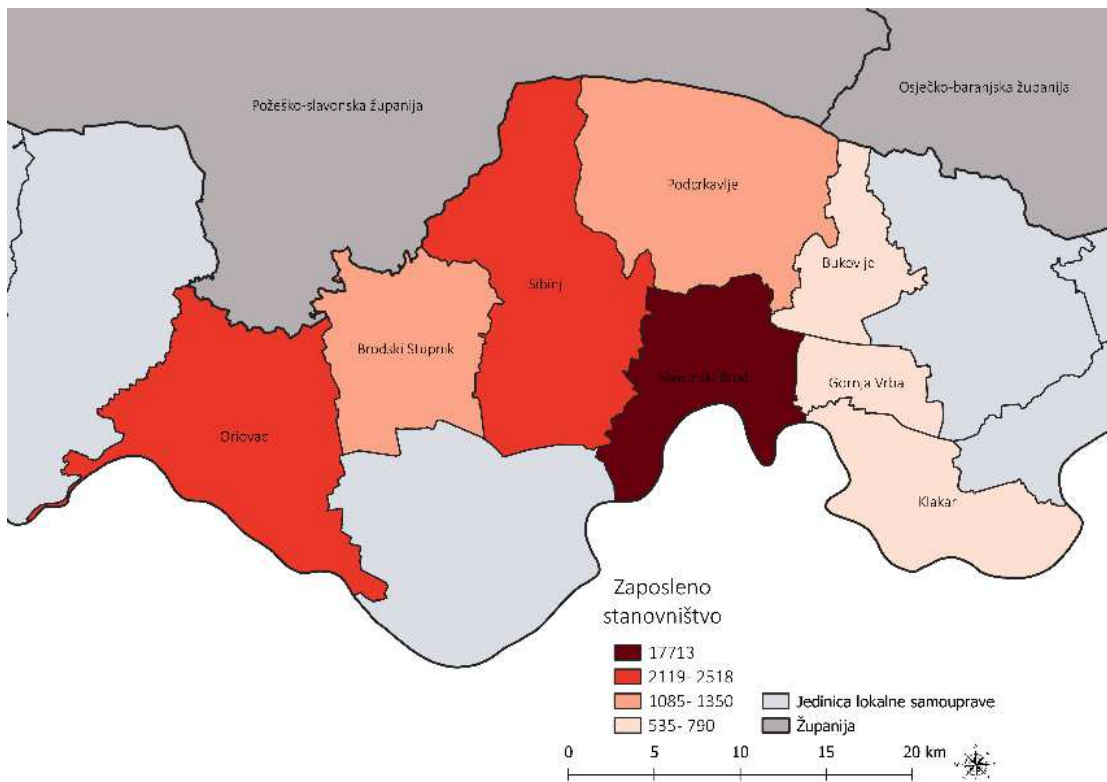 Požeško-slavonska županija
Osječko-baranjska županija
Podcrkavlje
Bukovlje
Sibinj
Brodski Stupnik
Slavonski Brod
Gornja Vrba
Oriovac
Klakar
Zaposleno
stanovništvo
17713
2119- 2518
1085- 1350
535- 790
Jedinica lokalne samouprave
Županija
0 5 10 15 20 km